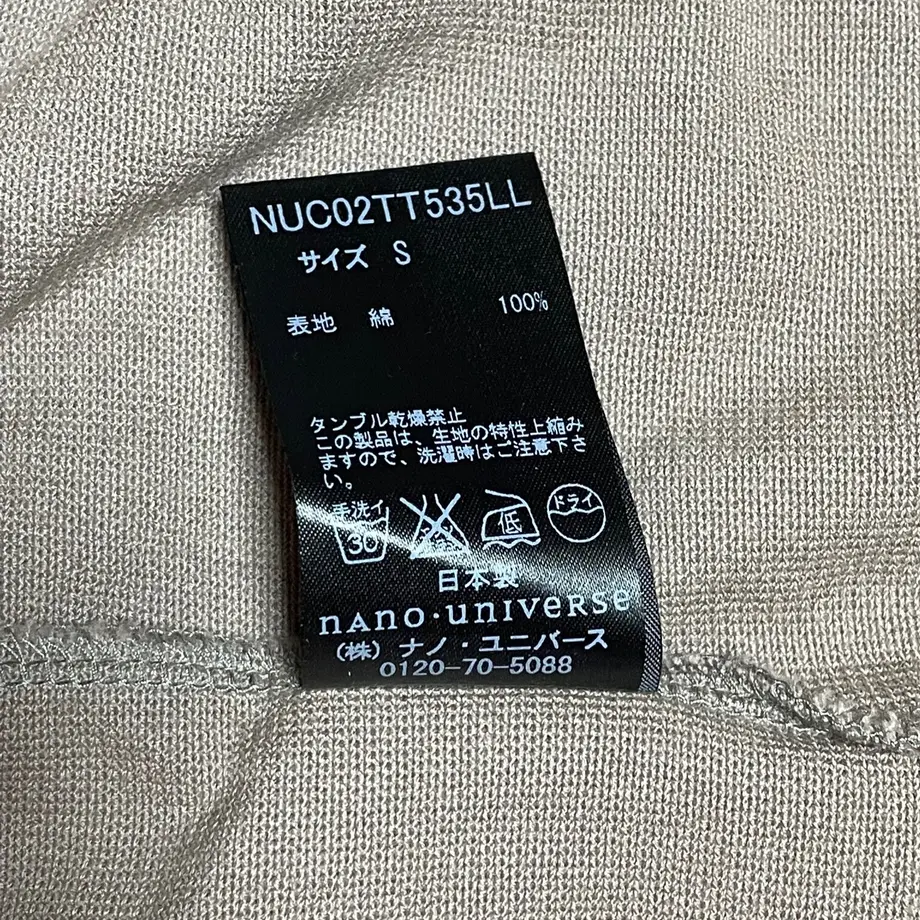 NUC02TT535LL
サイズ S
表地 綿 100%
タンブル乾燥禁止
この製品は、生地の特性上縮み
ますので、洗濯時はご注意下さ
い。
手洗イ 30 低 ドライ
日本製
nano・universe
(株) ナノ・ユニバース
0120-70-5088